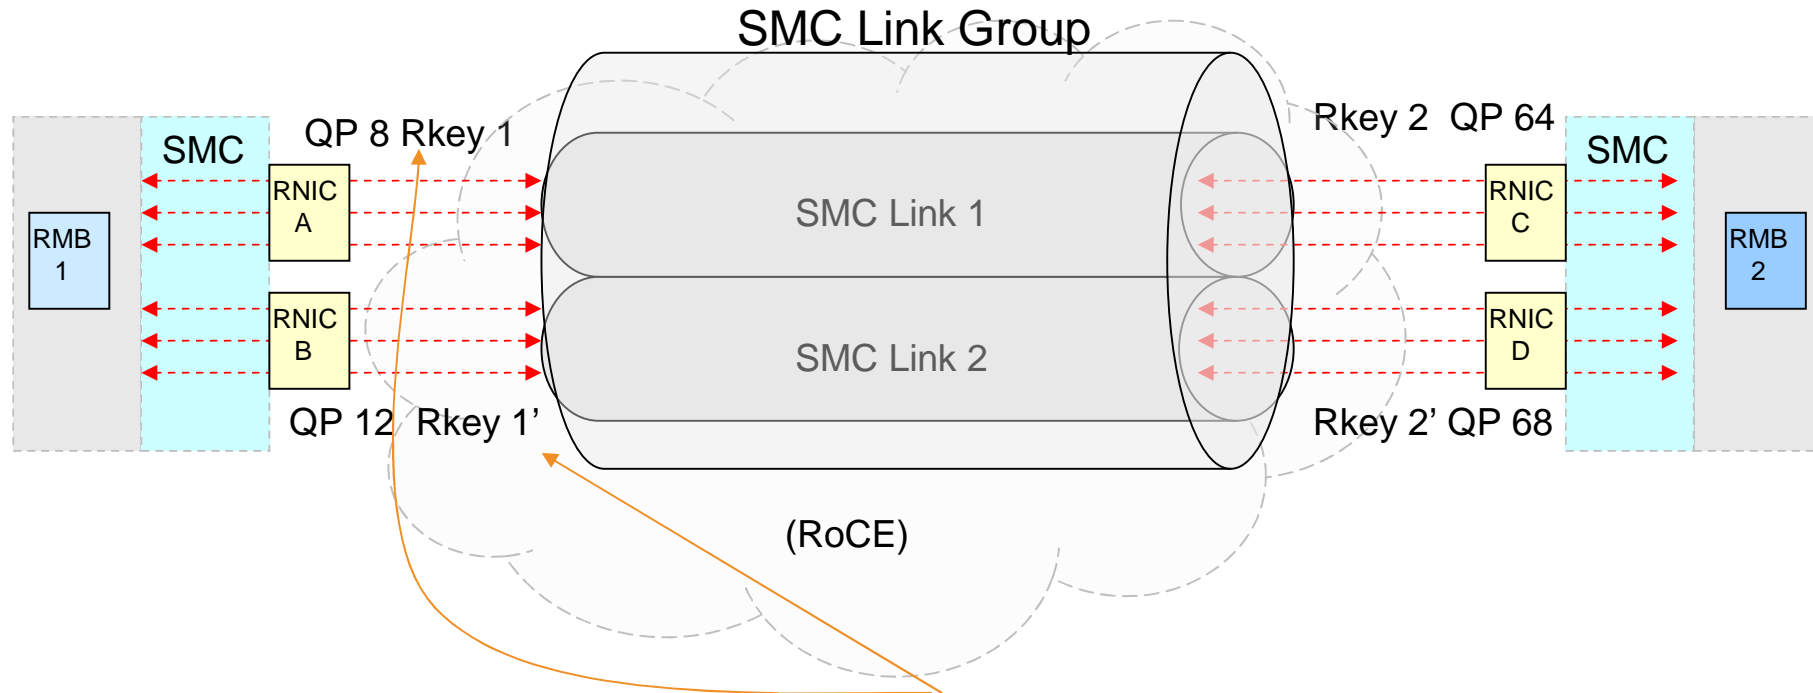 SMC Link Group
QP 8 Rkey 1
Rkey 2 QP 64
SMC
SMC
RNIC
A
RNIC
C
SMC Link 1
RMB
1
RMB
2
RNIC
B
RNIC
D
SMC Link 2
QP 12 Rkey 1’
Rkey 2’ QP 68
(RoCE)